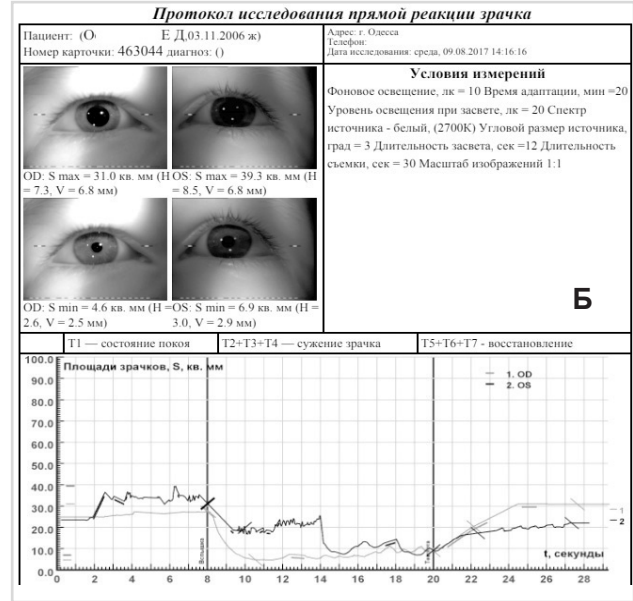 Протокол исследования прямой реакции зрачка
Пациент: (О Е Д,03.11.2006 ж)
Номер карточки: 463044 диагноз: ()
Адрес: г. Одесса
Телефон:
Дата исследования: среда, 09.08.2017 14:16:16
Условия измерений
Фоновое освещение, лк = 10 Время адаптации, мин =20
Уровень освещения при засвете, лк = 20 Спектр
источника - белый, (2700К) Угловой размер источника,
град = 3 Длительность засвета, сек =12 Длительность
съемки, сек = 30 Масштаб изображений 1:1
OD: S max = 31.0 кв. мм (H
= 7.3, V = 6.8 мм)
OS: S max = 39.3 кв. мм (H
= 8.5, V = 6.8 мм)
OD: S min = 4.6 кв. мм (H =
2.6, V = 2.5 мм)
OS: S min = 6.9 кв. мм (H =
3.0, V = 2.9 мм)
Б
T1 — состояние покоя
T2+T3+T4 — сужение зрачка
T5+T6+T7 - восстановление
Площади зрачков, S, кв. мм
1. OD
2. OS
100.0
90.0
80.0
70.0
60.0
50.0
40.0
30.0
20.0
10.0
0.0
Вспышка
1
2
t, секунды
0 2 4 6 8 10 12 14 16 18 20 22 24 26 28